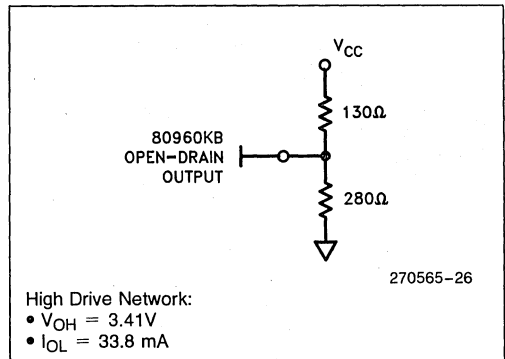 VCC
130Ω
80960KB
OPEN-DRAIN
OUTPUT
280Ω
270565-26
High Drive Network:
• VOH = 3.41V
• IOL = 33.8 mA